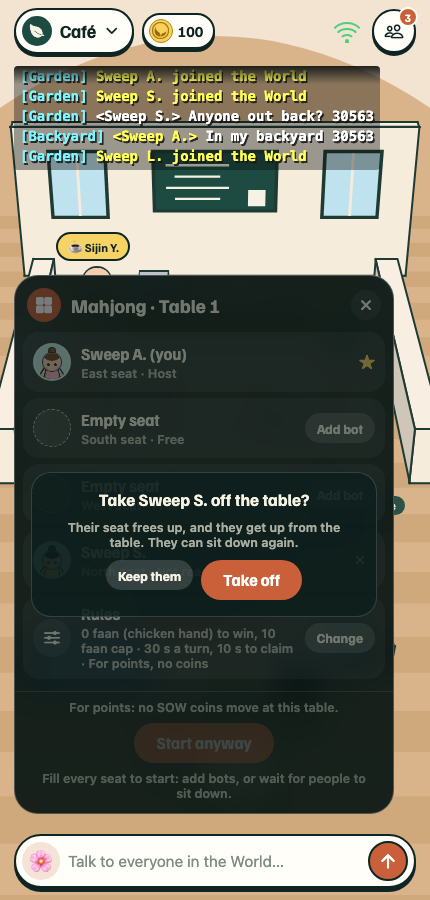 Café
100
3
[Garden] Sweep A. joined the World
[Garden] Sweep S. joined the World
[Garden] <Sweep S.> Anyone out back? 30563
[Backyard] <Sweep A.> In my backyard 30563
[Garden] Sweep L. joined the World
☕ Sijin Y.
Mahjong · Table 1
Sweep A. (you)
East seat · Host
Empty seat
South seat · Free
Add bot
Empty seat
Add bot
Take Sweep S. off the table?
Their seat frees up, and they get up from the
table. They can sit down again.
Sweep S.
Keep them
Take off
Rules
0 faan (chicken hand) to win, 10
faan cap · 30 s a turn, 10 s to claim
· For points, no coins
Change
For points: no SOW coins move at this table.
Start anyway
Fill every seat to start: add bots, or wait for people to
sit down.
Talk to everyone in the World...